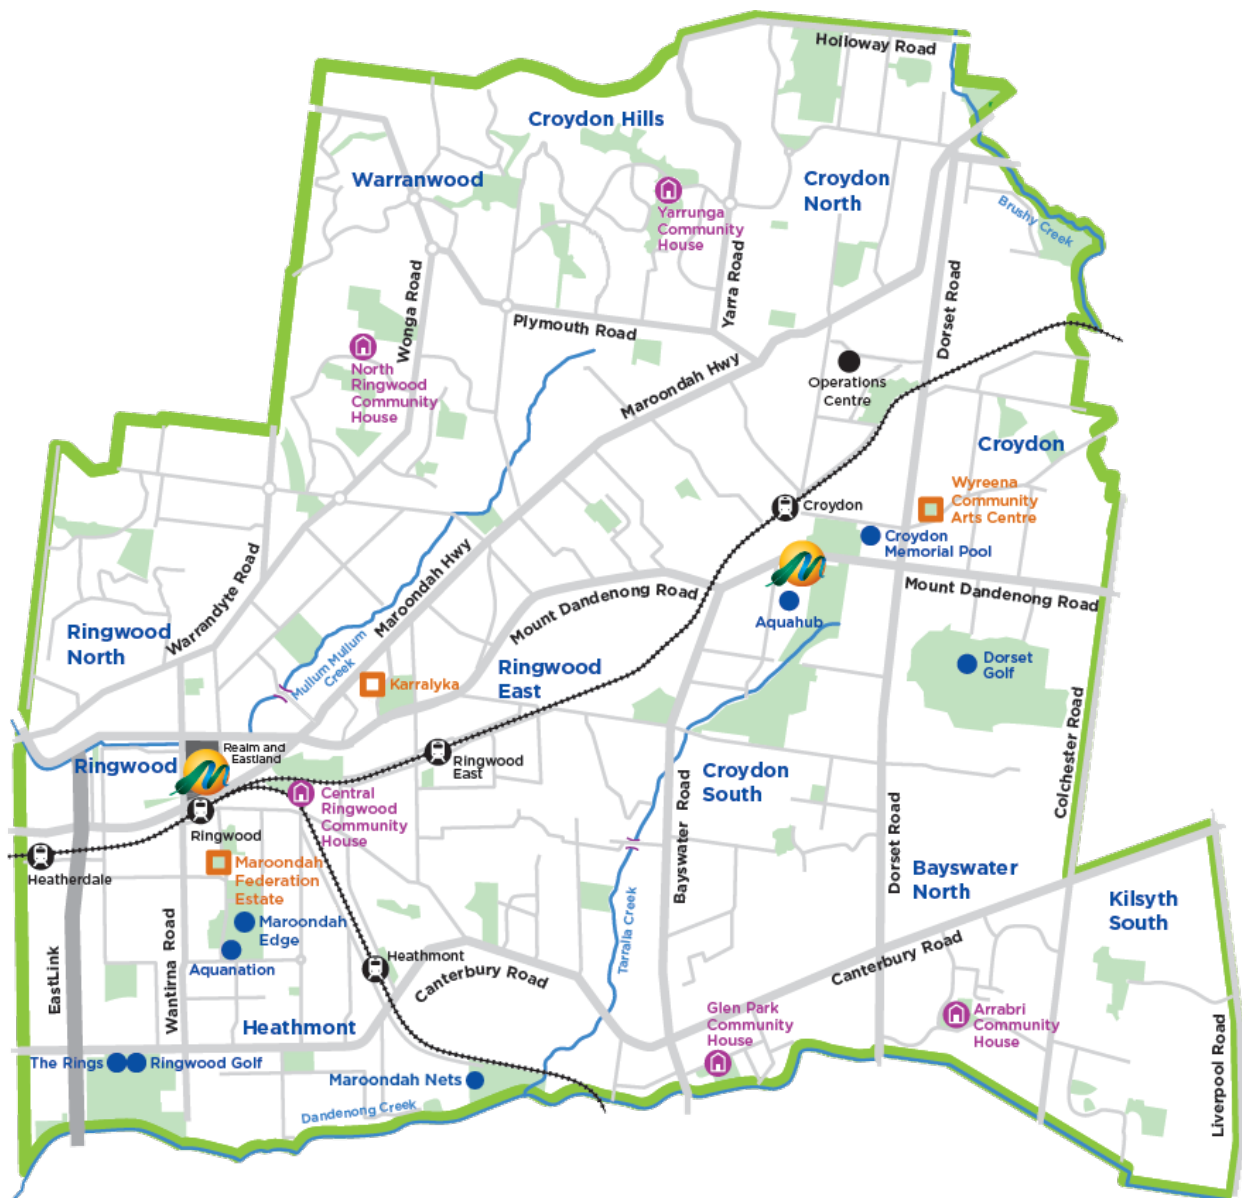 Holloway Road
Croydon Hills
Warranwood
Croydon
North
Yarrunga
Community
House
Brushy Creek
Wonga Road
Yarra Road
Dorset Road
Plymouth Road
North
Ringwood
Community
House
Maroondah Hwy
Operations
Centre
Croydon
Wyreena
Community
Arts Centre
Croydon
Croydon
Memorial Pool
Maroondah Hwy
Warrandyte Road
Mount Dandenong Road
Mount Dandenong Road
Aquahub
Ringwood
North
Mullum Mullum
Creek
Karralyka
Ringwood
East
Dorset
Golf
Colchester Road
Realm and
Eastland
Ringwood
Ringwood
East
Croydon
South
Central
Ringwood
Community
House
Bayswater Road
Dorset Road
Ringwood
Heatherdale
Maroondah
Federation
Estate
Bayswater
North
Kilsyth
South
Maroondah
Edge
Aquanation
Tarralla Creek
EastLink
Wantirna Road
Heathmont
Canterbury Road
Canterbury Road
Heathmont
Glen Park
Community
House
Arrabri
Community
House
The Rings
Ringwood Golf
Maroondah Nets
Dandenong Creek
Liverpool Road